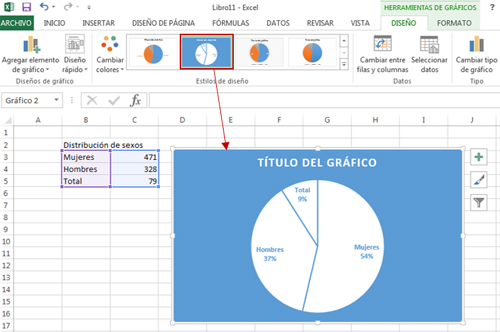 Libro11 - Excel
HERRAMIENTAS DE GRÁFICOS
ARCHIVO INICIO INSERTAR DISEÑO DE PÁGINA FÓRMULAS DATOS REVISAR VISTA DISEÑO FORMATO
Agregar elemento de gráfico
Diseño rápido
Cambiar colores
Cambiar entre filas y columnas
Seleccionar datos
Cambiar tipo de gráfico
Diseños de gráfico
Estilos de diseño
Datos
Tipo
Gráfico 2
fx
A B C D E F G H I J
1
2 Distribución de sexos
3 Mujeres 471
4 Hombres 328
5 Total 79
6
7
8
9
10
11
12
13
14
15
16
17
TÍTULO DEL GRÁFICO
Total
9%
Hombres
37%
Mujeres
54%